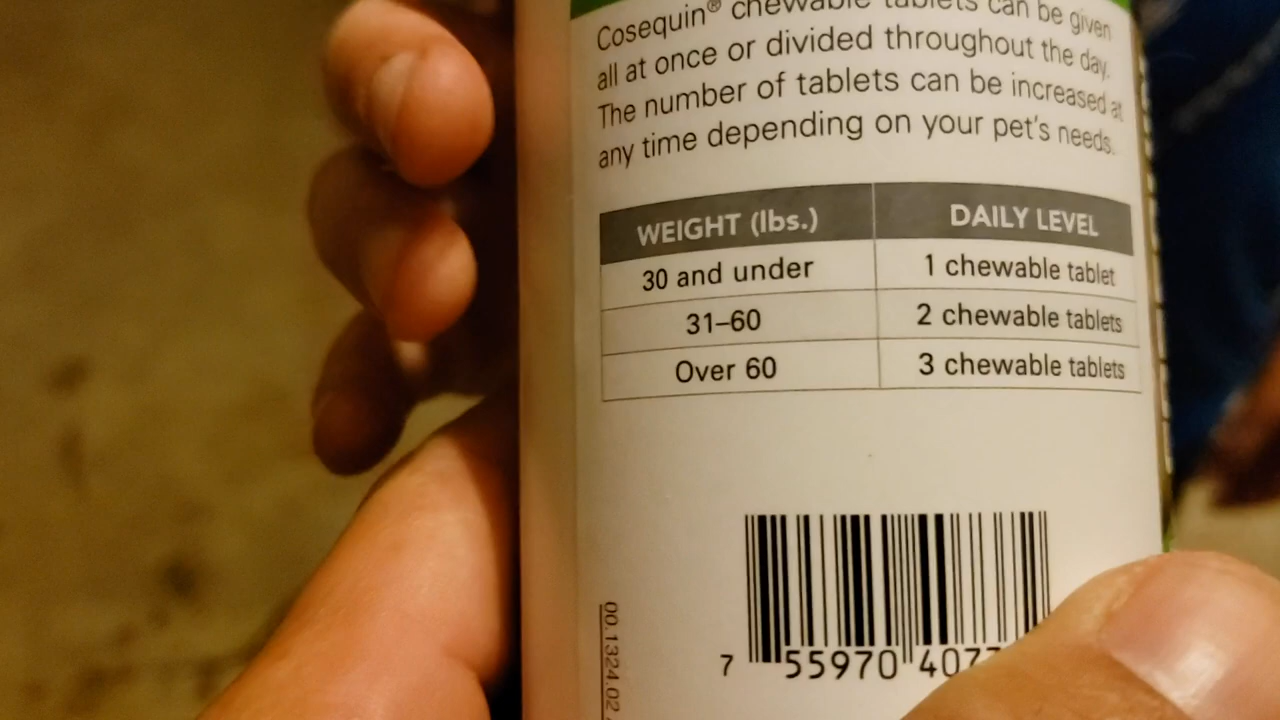 Cosequin® chewable tablets can be given
all at once or divided throughout the day.
The number of tablets can be increased at
any time depending on your pet's needs.
WEIGHT (lbs.) DAILY LEVEL
30 and under 1 chewable tablet
31–60 2 chewable tablets
Over 60 3 chewable tablets
7 55970 407
00.1324.02